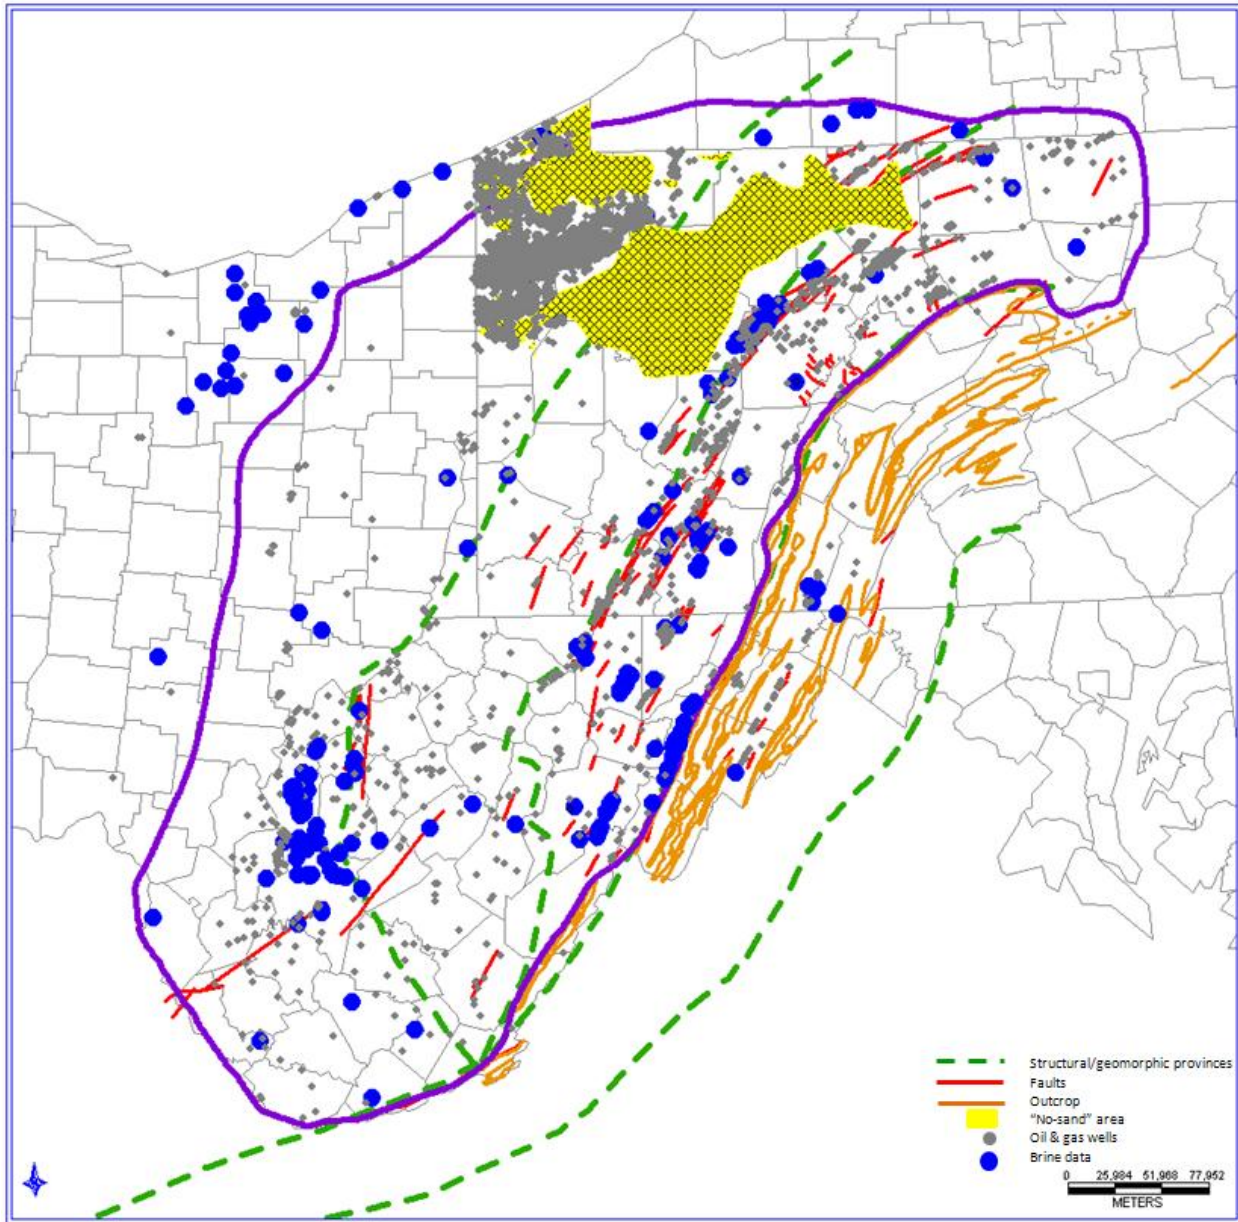 Structural/geomorphic provinces
Faults
Outcrop
"No-sand" area
Oil & gas wells
Brine data
0 25,984 51,968 77,952
METERS